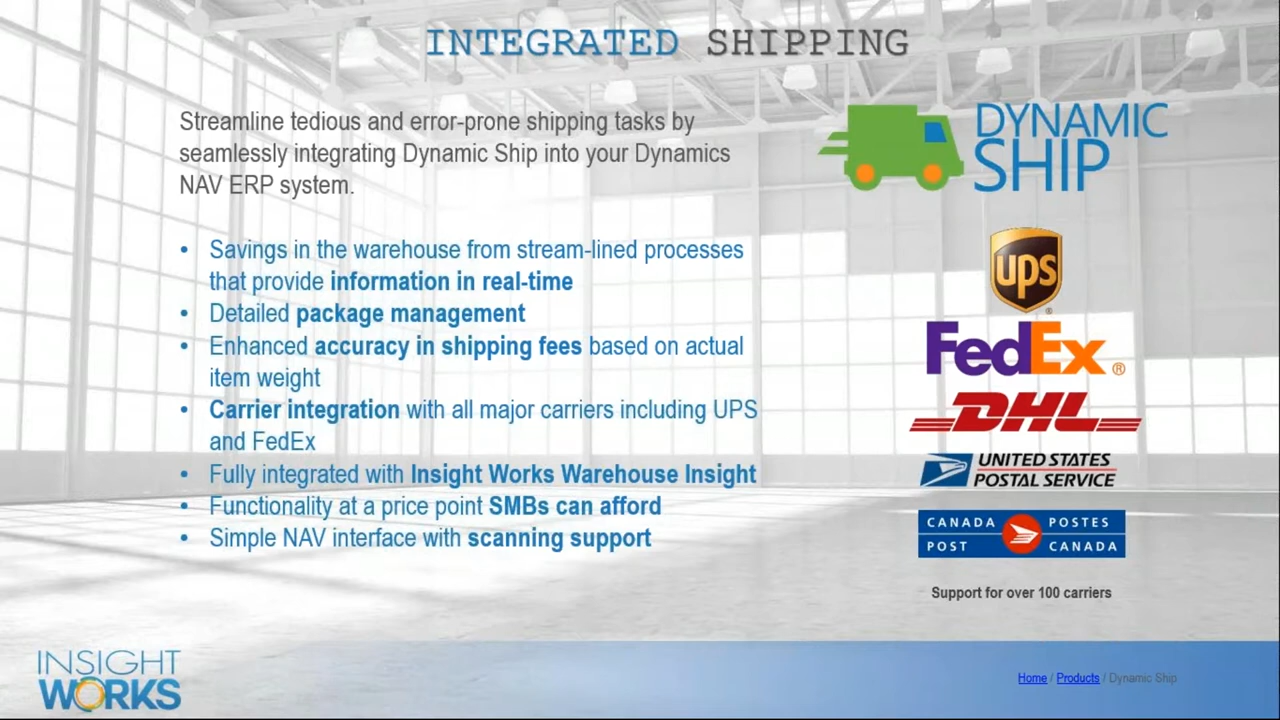 INTEGRATED SHIPPING
Streamline tedious and error-prone shipping tasks by
seamlessly integrating Dynamic Ship into your Dynamics
NAV ERP system.
• Savings in the warehouse from stream-lined processes
that provide information in real-time
• Detailed package management
• Enhanced accuracy in shipping fees based on actual
item weight
• Carrier integration with all major carriers including UPS
and FedEx
• Fully integrated with Insight Works Warehouse Insight
• Functionality at a price point SMBs can afford
• Simple NAV interface with scanning support
DYNAMIC
SHIP
ups
®
FedEx ®
DHL
UNITED STATES
POSTAL SERVICE
CANADA POSTES
POST CANADA
Support for over 100 carriers
INSIGHT
WORKS
Home / Products / Dynamic Ship